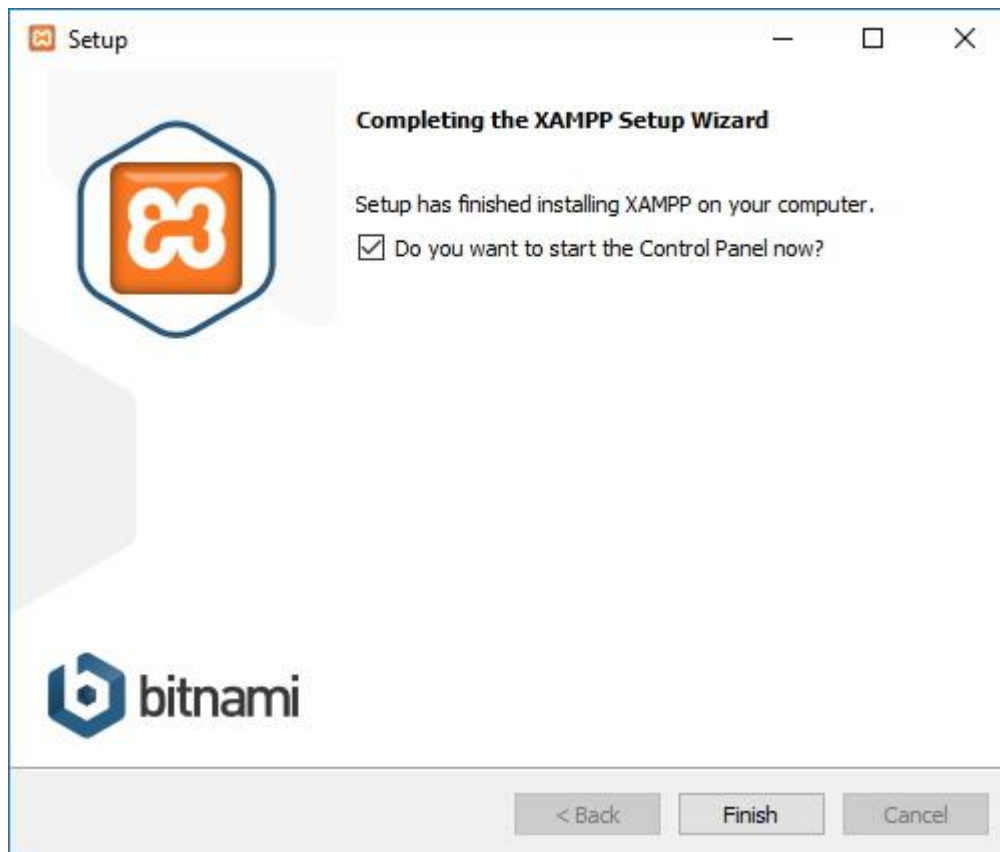 Setup
Completing the XAMPP Setup Wizard
Setup has finished installing XAMPP on your computer.
Do you want to start the Control Panel now?
bitnami
< Back
Finish
Cancel